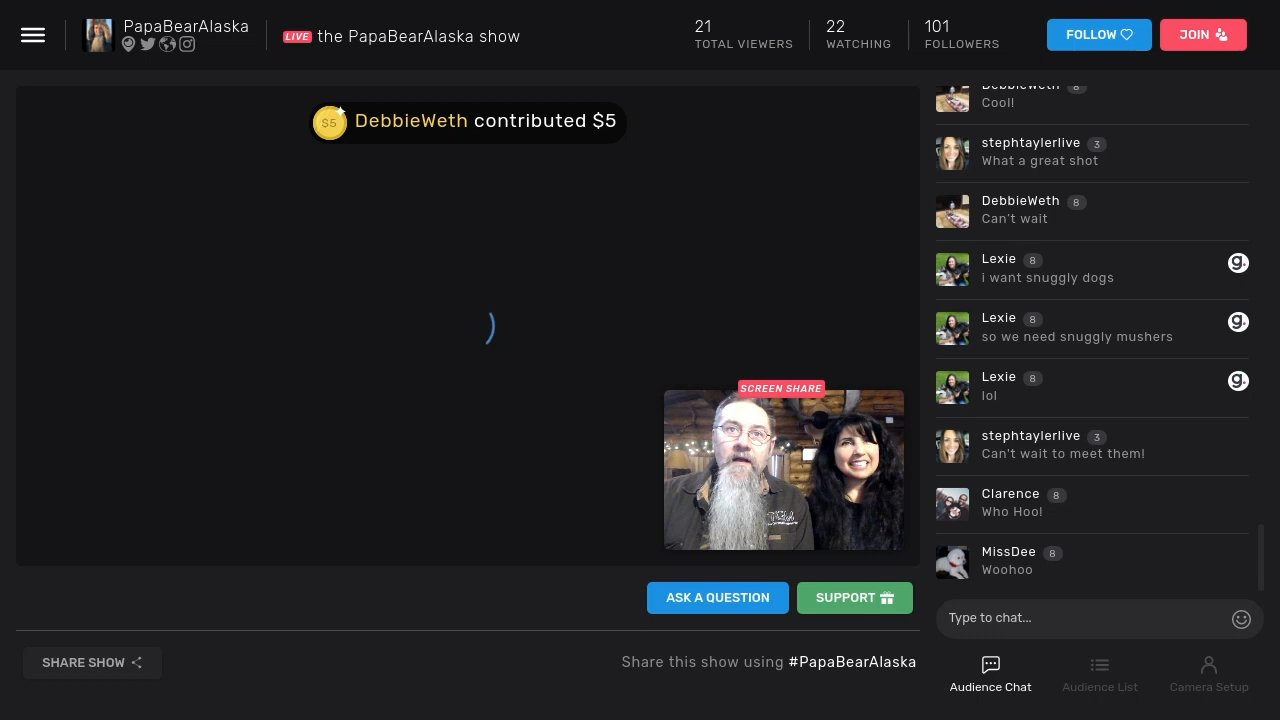 PapaBearAlaska
LIVE the PapaBearAlaska show
21
TOTAL VIEWERS
22
WATCHING
101
FOLLOWERS
FOLLOW
JOIN
$5
DebbieWeth contributed $5
SCREEN SHARE
ASK A QUESTION
SUPPORT
SHARE SHOW
Share this show using #PapaBearAlaska
DebbieWeth 8
Cool!
stephtaylerlive 3
What a great shot
DebbieWeth 8
Can't wait
Lexie 8
g.
i want snuggly dogs
Lexie 8
g.
so we need snuggly mushers
Lexie 8
g.
lol
stephtaylerlive 3
Can't wait to meet them!
Clarence 8
Who Hoo!
MissDee 8
Woohoo
Type to chat...
Audience Chat
Audience List
Camera Setup